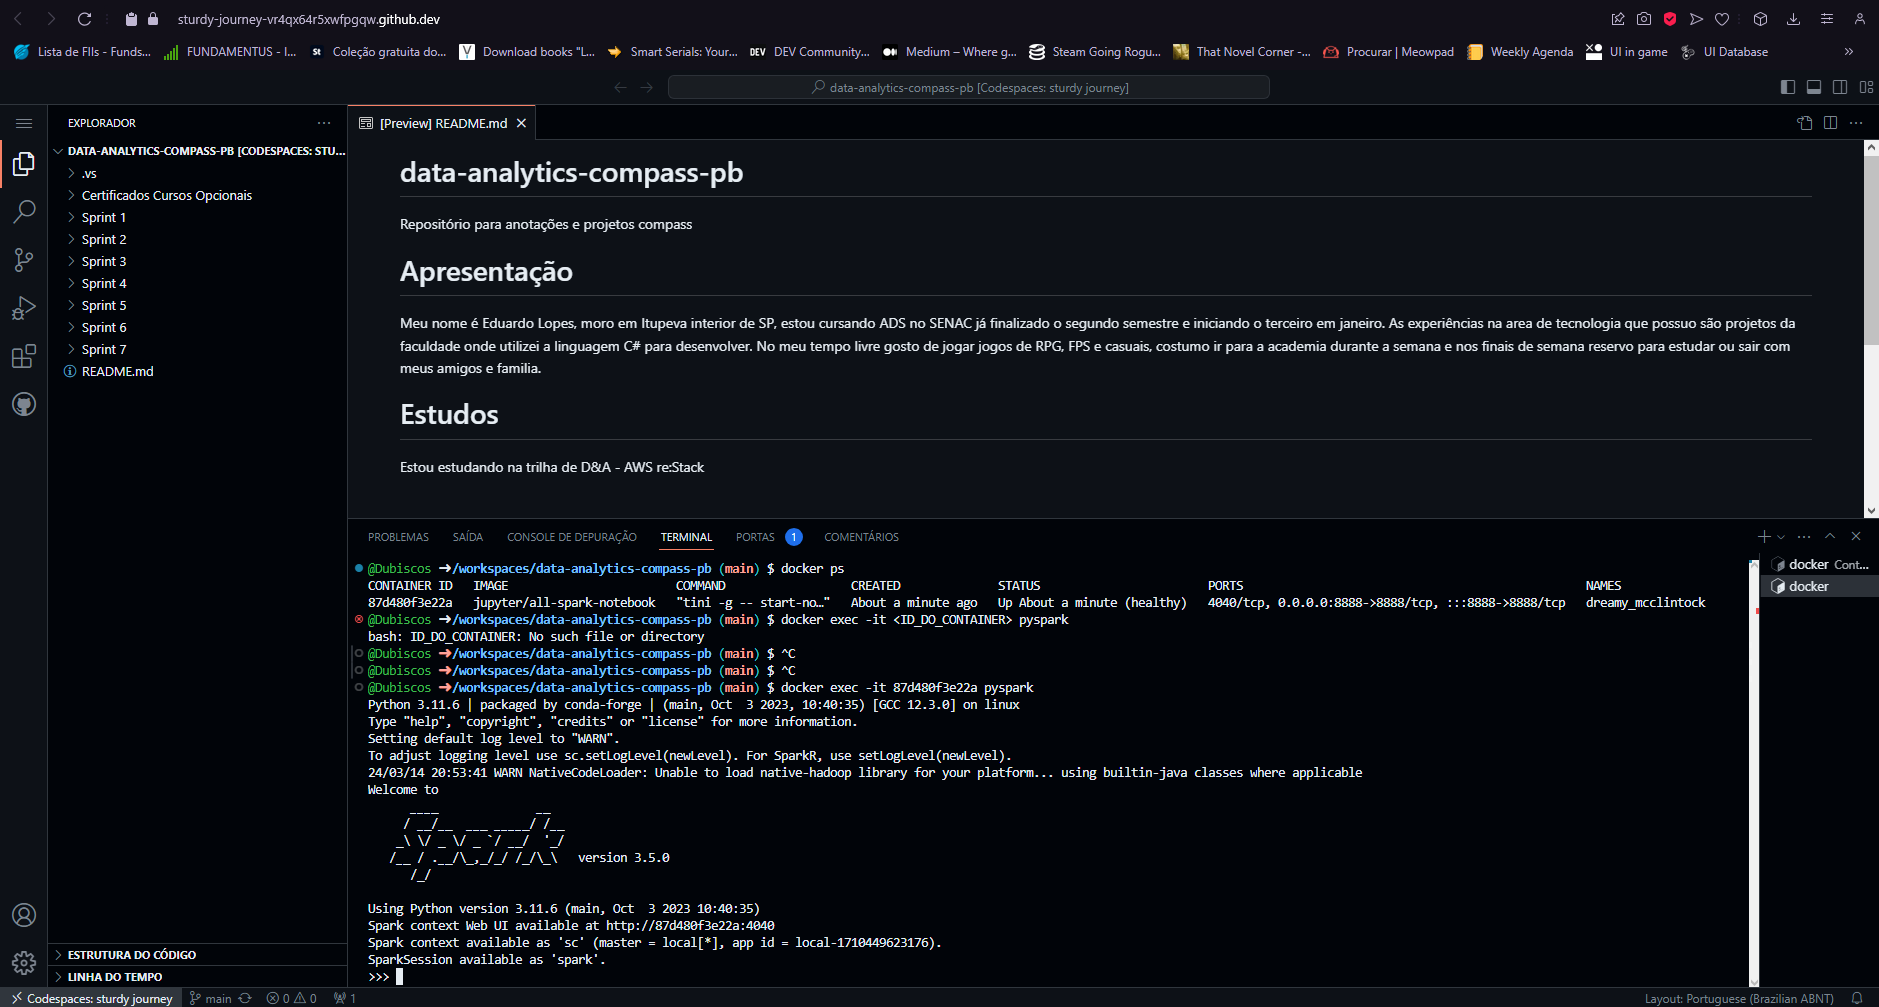 sturdy-journey-vr4qx64r5xwfpgqw.github.dev
Lista de FIIs - Funds...
FUNDAMENTUS - I...
St
Coleção gratuita do...
Download books "L...
Smart Serials: Your...
DEV
DEV Community,...
Medium – Where g...
Steam Going Rogu...
That Novel Corner -...
Procurar | Meowpad
Weekly Agenda
UI in game
UI Database
data-analytics-compass-pb [Codespaces: sturdy journey]
EXPLORADOR
DATA-ANALYTICS-COMPASS-PB [CODESPACES: STU...
.vs
Certificados Cursos Opcionais
Sprint 1
Sprint 2
Sprint 3
Sprint 4
Sprint 5
Sprint 6
Sprint 7
README.md
ESTRUTURA DO CÓDIGO
LINHA DO TEMPO
[Preview] README.md
data-analytics-compass-pb
Repositório para anotações e projetos compass
Apresentação
Meu nome é Eduardo Lopes, moro em Itupeva interior de SP, estou cursando ADS no SENAC já finalizado o segundo semestre e iniciando o terceiro em janeiro. As experiências na area de tecnologia que possuo são projetos da
faculdade onde utilizei a linguagem C# para desenvolver. No meu tempo livre gosto de jogar jogos de RPG, FPS e casuais, costumo ir para a academia durante a semana e nos finais de semana reservo para estudar ou sair com
meus amigos e familia.
Estudos
Estou estudando na trilha de D&A - AWS re:Stack
PROBLEMAS SAÍDA CONSOLE DE DEPURAÇÃO TERMINAL PORTAS 1 COMENTÁRIOS
@Dubiscos ➜/workspaces/data-analytics-compass-pb (main) $ docker ps
CONTAINER ID IMAGE COMMAND CREATED STATUS PORTS NAMES
87d480f3e22a jupyter/all-spark-notebook "tini -g -- start-no…" About a minute ago Up About a minute (healthy) 4040/tcp, 0.0.0.0:8888->8888/tcp, :::8888->8888/tcp dreamy_mcclintock
@Dubiscos ➜/workspaces/data-analytics-compass-pb (main) $ docker exec -it <ID_DO_CONTAINER> pyspark
bash: ID_DO_CONTAINER: No such file or directory
@Dubiscos ➜/workspaces/data-analytics-compass-pb (main) $ ^C
@Dubiscos ➜/workspaces/data-analytics-compass-pb (main) $ ^C
@Dubiscos ➜/workspaces/data-analytics-compass-pb (main) $ docker exec -it 87d480f3e22a pyspark
Python 3.11.6 | packaged by conda-forge | (main, Oct  3 2023, 10:40:35) [GCC 12.3.0] on linux
Type "help", "copyright", "credits" or "license" for more information.
Setting default log level to "WARN".
To adjust logging level use sc.setLogLevel(newLevel). For SparkR, use setLogLevel(newLevel).
24/03/14 20:53:41 WARN NativeCodeLoader: Unable to load native-hadoop library for your platform... using builtin-java classes where applicable
Welcome to
Spark version 3.5.0
Using Python version 3.11.6 (main, Oct  3 2023 10:40:35)
Spark context Web UI available at http://87d480f3e22a:4040
Spark context available as 'sc' (master = local[*], app id = local-1710449623176).
SparkSession available as 'spark'.
>>>
docker Cont...
docker
Codespaces: sturdy journey
main
0 0
1
Layout: Portuguese (Brazilian ABNT)